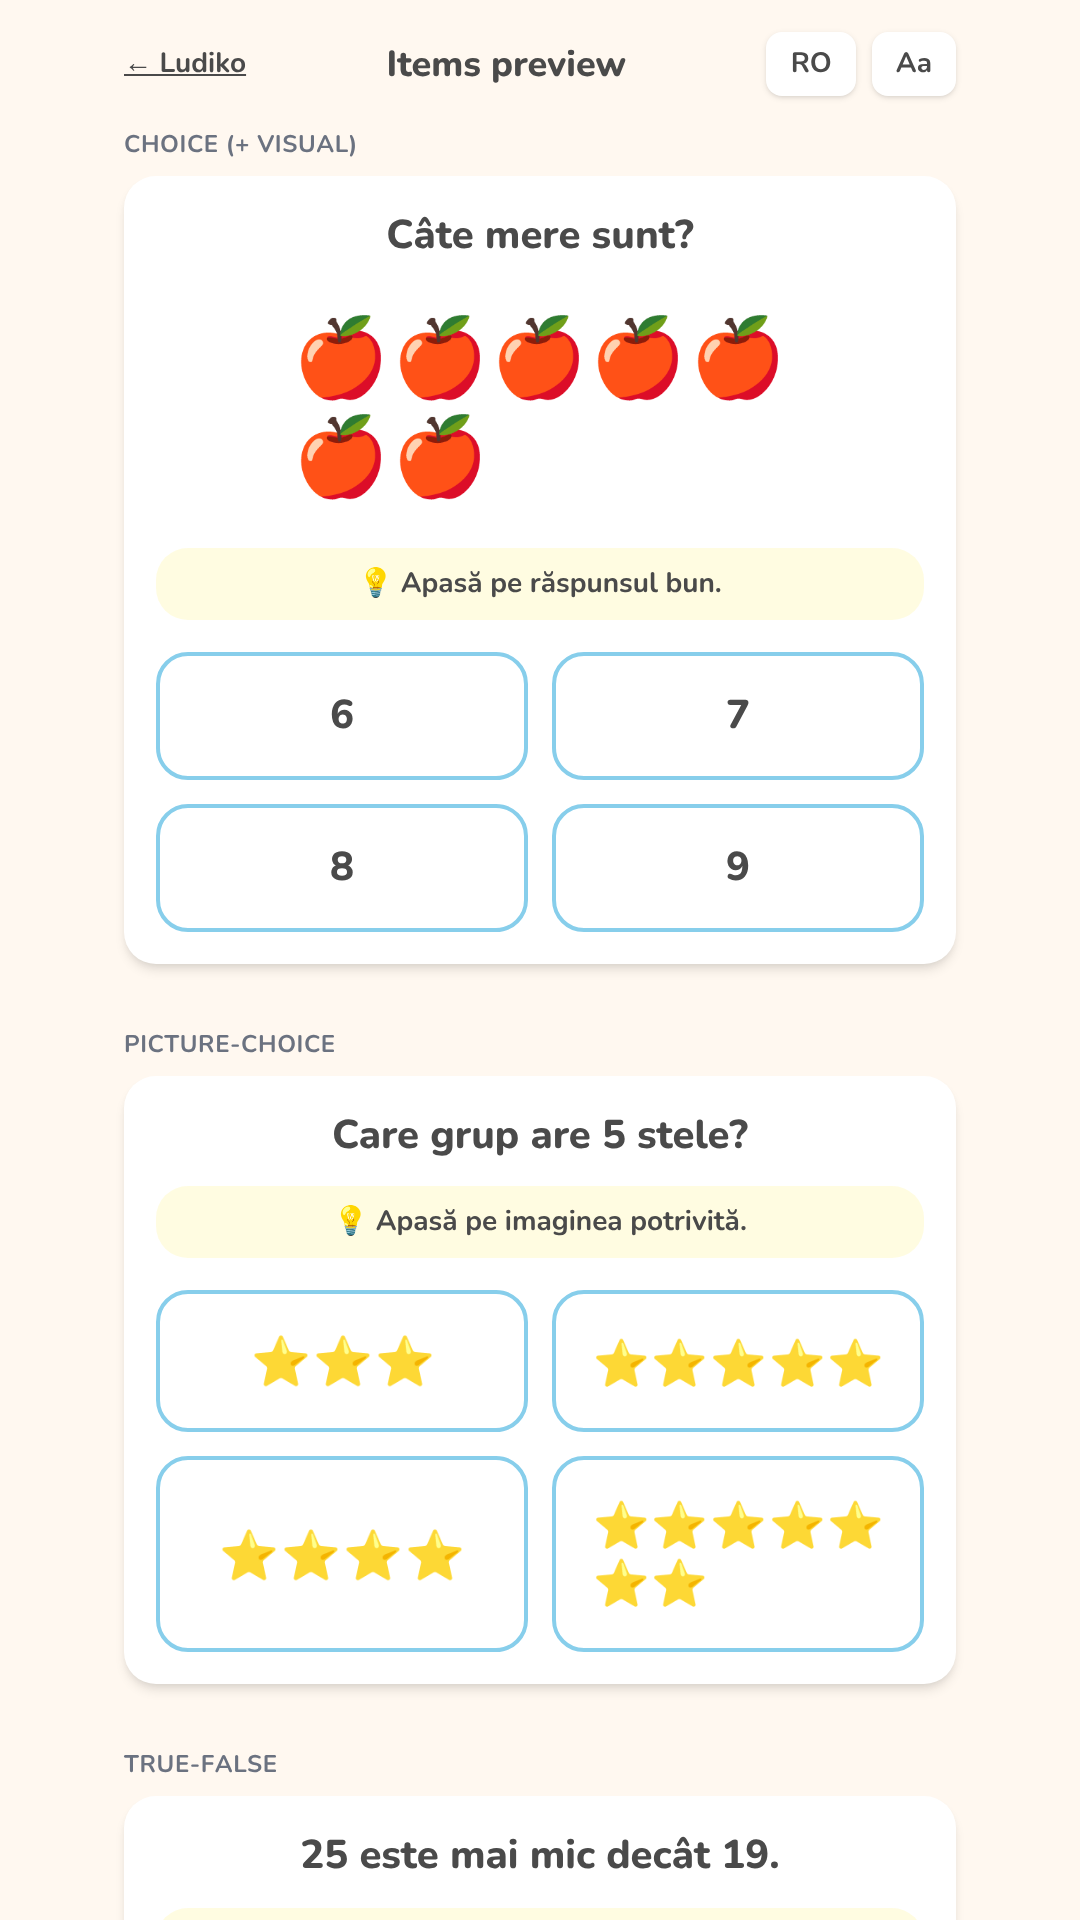 ← Ludiko
Items preview
RO
Aa
CHOICE (+ VISUAL)
Câte mere sunt?
💡 Apasă pe răspunsul bun.
6
7
8
9
PICTURE-CHOICE
Care grup are 5 stele?
💡 Apasă pe imaginea potrivită.
TRUE-FALSE
25 este mai mic decât 19.